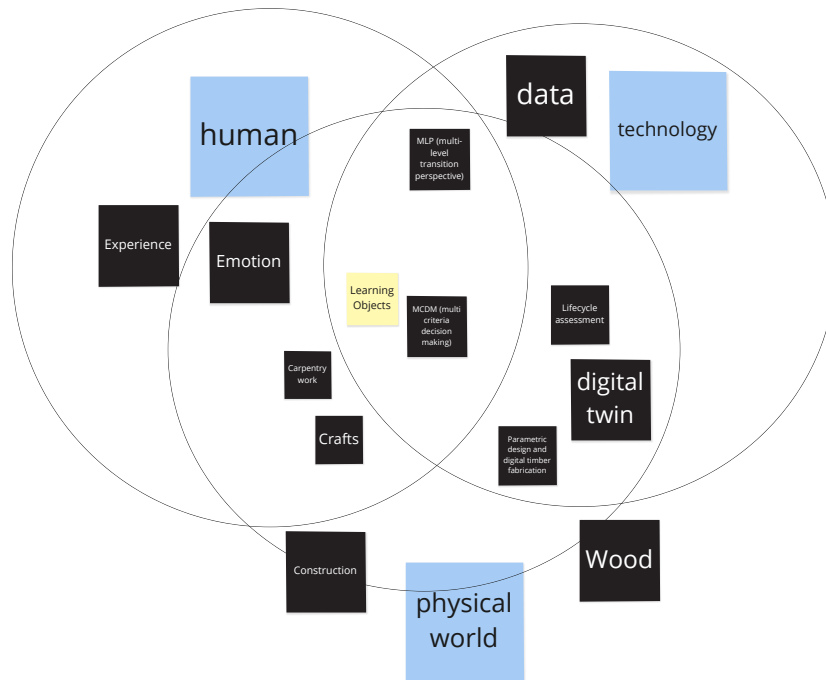 data
human
technology
MLP (multi-
level
transition
perspective)
Experience
Emotion
Learning
Objects
MCDM (multi
criteria
decision
making)
Lifecycle
assessment
Carpentry
work
digital
twin
Crafts
Parametric
design and
digital timber
fabrication
Construction
Wood
physical
world